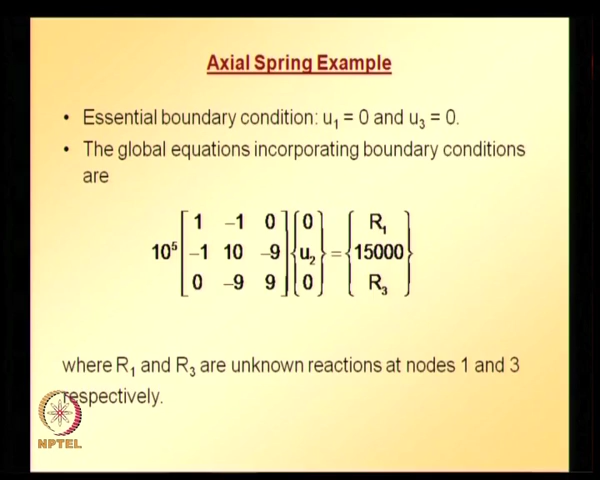 Axial Spring Example
• Essential boundary condition: u₁ = 0 and u₃ = 0.
• The global equations incorporating boundary conditions
are
10⁵ [ 1 –1 0 ] { 0 } = { R₁ }
[ –1 10 –9 ] { u₂ } = { 15000 }
[ 0 –9 9 ] { 0 } { R₃ }
where R₁ and R₃ are unknown reactions at nodes 1 and 3
respectively.
NPTEL